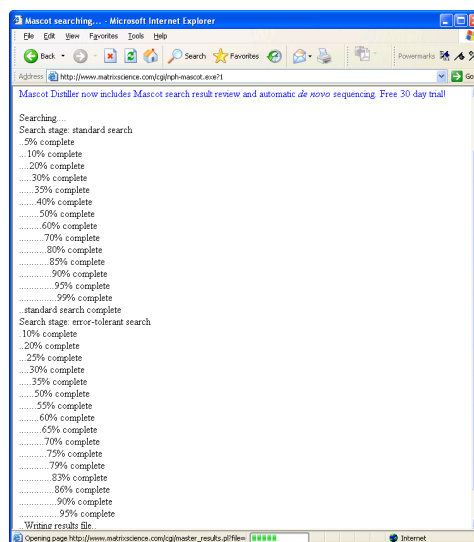 Mascot searching... - Microsoft Internet Explorer
File Edit View Favorites Tools Help
Back Search Favorites Powermarks
Address http://www.matrixscience.com/cgi/nph-mascot.exe?1 Go
Mascot Distiller now includes Mascot search result review and automatic de novo sequencing. Free 30 day trial!
Searching....
Search stage: standard search
..5% complete
...10% complete
....20% complete
.....30% complete
......35% complete
.......40% complete
........50% complete
.........60% complete
..........70% complete
...........80% complete
............85% complete
.............90% complete
..............95% complete
...............99% complete
..standard search complete
Search stage: error-tolerant search
.10% complete
..20% complete
...25% complete
....30% complete
.....35% complete
......50% complete
.......55% complete
........60% complete
.........65% complete
..........70% complete
...........75% complete
............79% complete
.............83% complete
..............86% complete
...............90% complete
................95% complete
..Writing results file..
Opening page http://www.matrixscience.com/cgi/master_results.pl?file= Internet